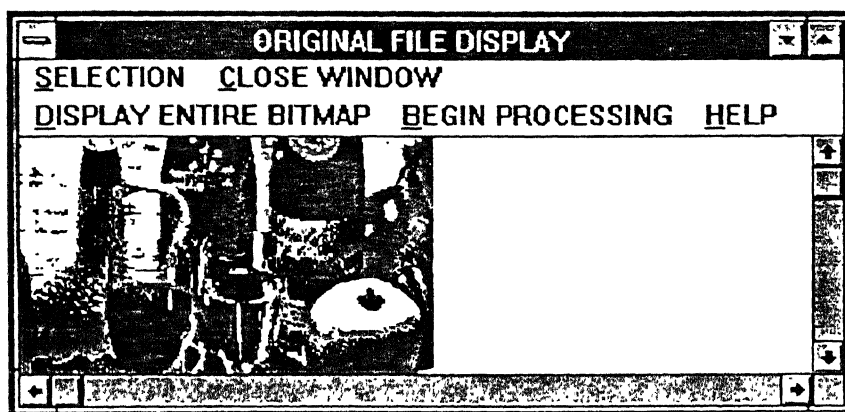 ORIGINAL FILE DISPLAY
SELECTION CLOSE WINDOW
DISPLAY ENTIRE BITMAP BEGIN PROCESSING HELP